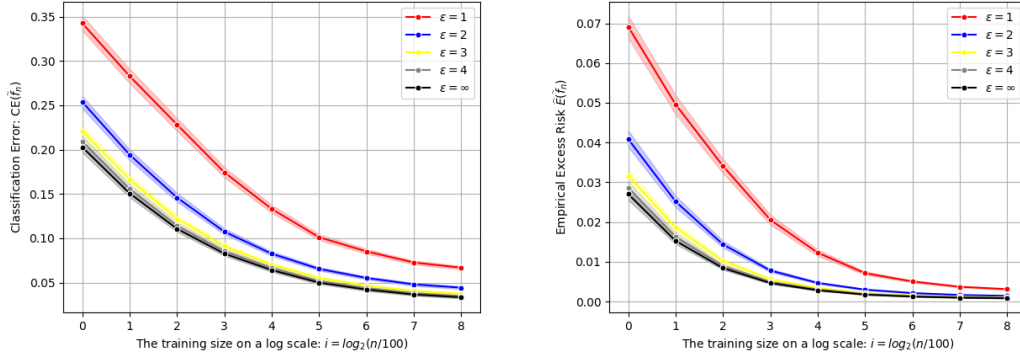 0.35
0.30
0.25
0.20
0.15
0.10
0.05
Classification Error: CE(f̃ₙ)
ε = 1
ε = 2
ε = 3
ε = 4
ε = ∞
0 1 2 3 4 5 6 7 8
The training size on a log scale: i = log₂(n/100)
0.07
0.06
0.05
0.04
0.03
0.02
0.01
0.00
Empirical Excess Risk Ē(f̃ₙ)
ε = 1
ε = 2
ε = 3
ε = 4
ε = ∞
0 1 2 3 4 5 6 7 8
The training size on a log scale: i = log₂(n/100)